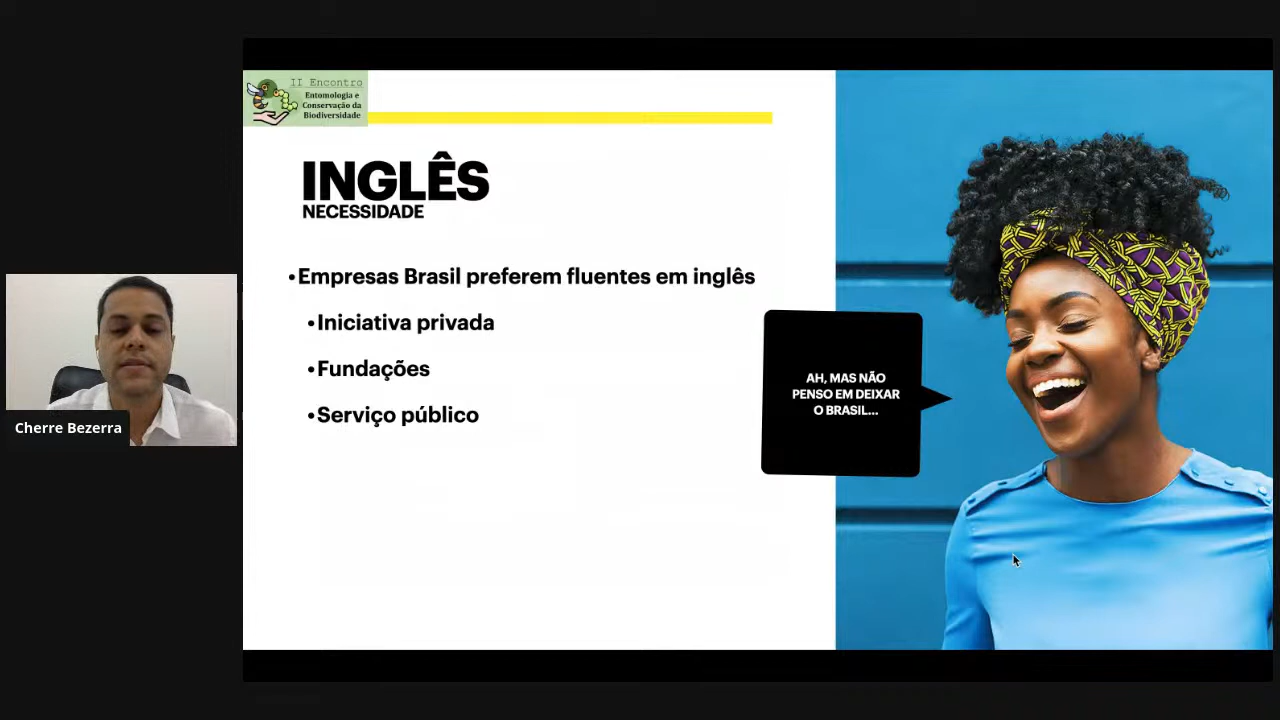 II Encontro
Entomologia e
Conservação da
Biodiversidade
INGLÊS
NECESSIDADE
•Empresas Brasil preferem fluentes em inglês
•Iniciativa privada
•Fundações
•Serviço público
AH, MAS NÃO
PENSO EM DEIXAR
O BRASIL...
Cherre Bezerra